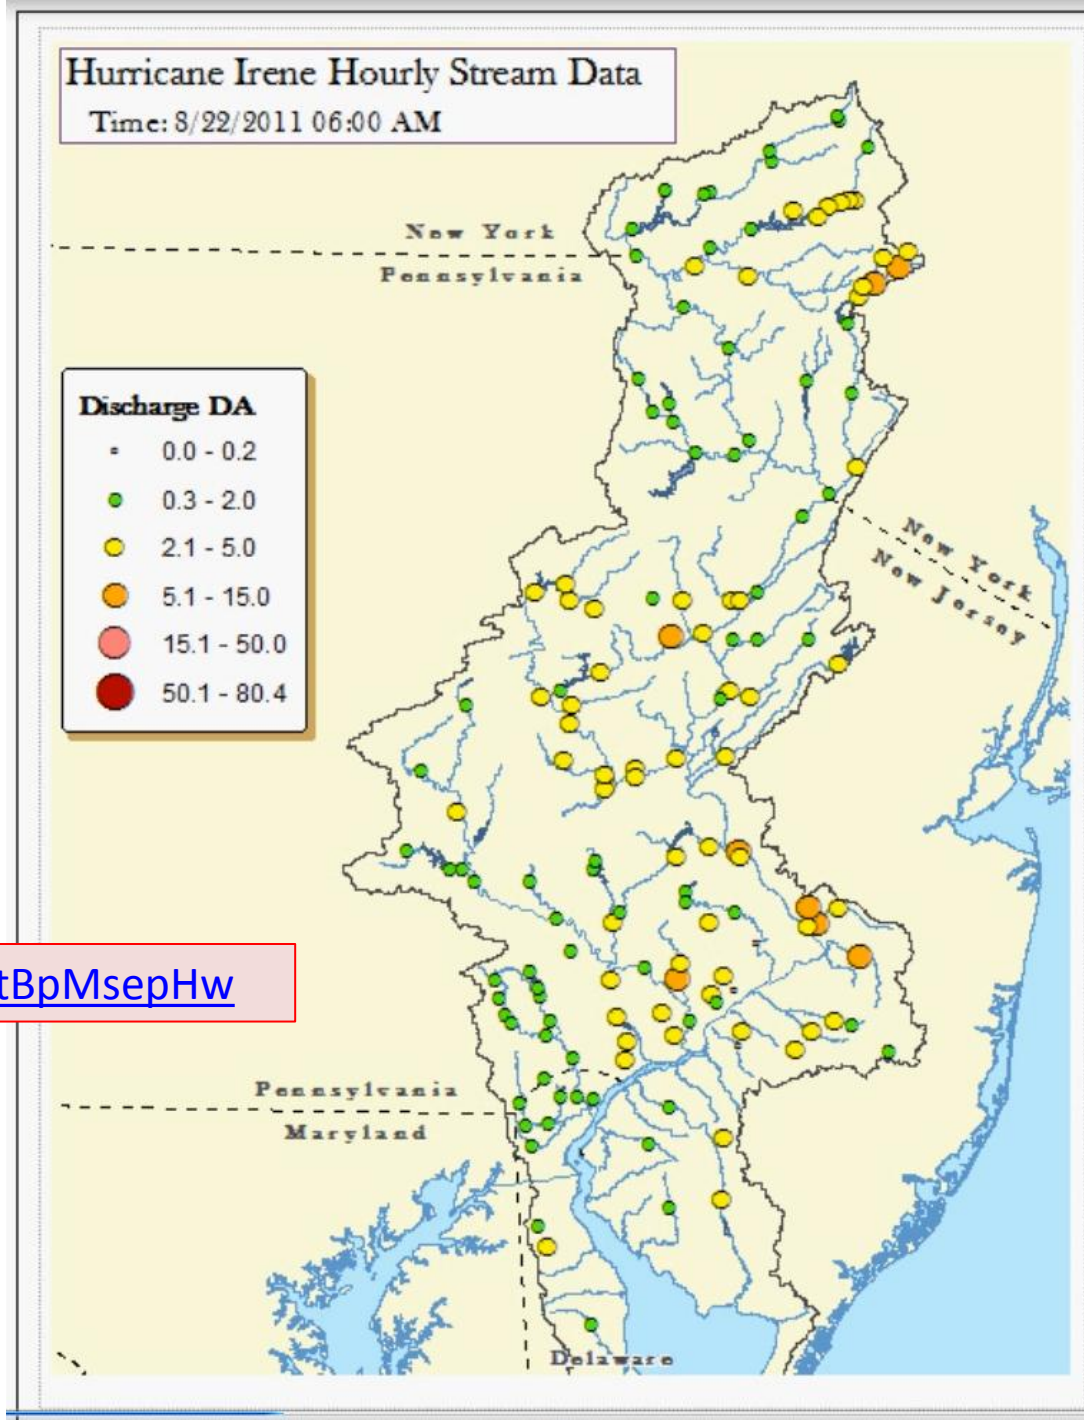 Hurricane Irene Hourly Stream Data
Time: 8/22/2011 06:00 AM
New York
Pennsylvania
Discharge DA
0.0 - 0.2
0.3 - 2.0
2.1 - 5.0
5.1 - 15.0
15.1 - 50.0
50.1 - 80.4
New York
New Jersey
tBpMsepHw
Pennsylvania
Maryland
Delaware